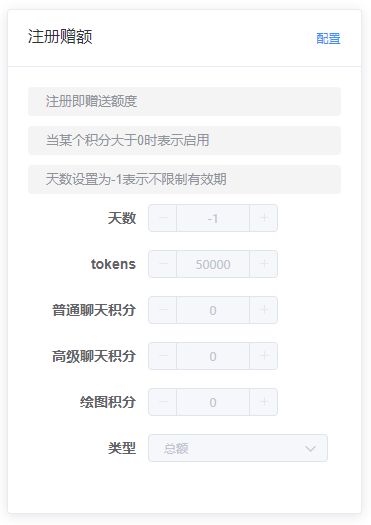 注册赠额 配置
注册即赠送额度
当某个积分大于0时表示启用
天数设置为-1表示不限制有效期
天数 -1
tokens 50000
普通聊天积分 0
高级聊天积分 0
绘图积分 0
类型 总额